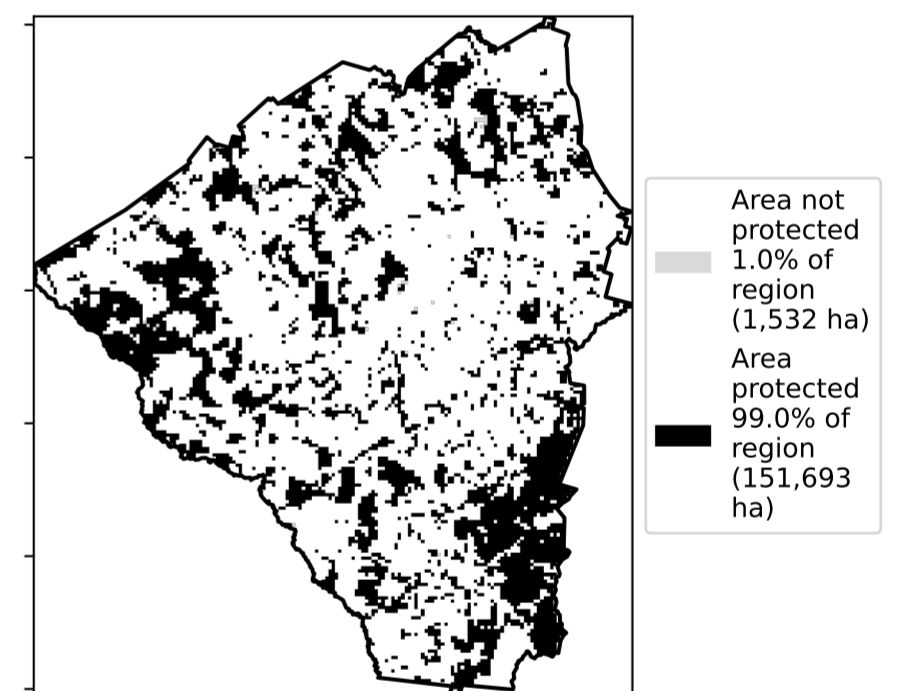 Area not
protected
1.0% of
region
(1,532 ha)
Area
protected
99.0% of
region
(151,693
ha)